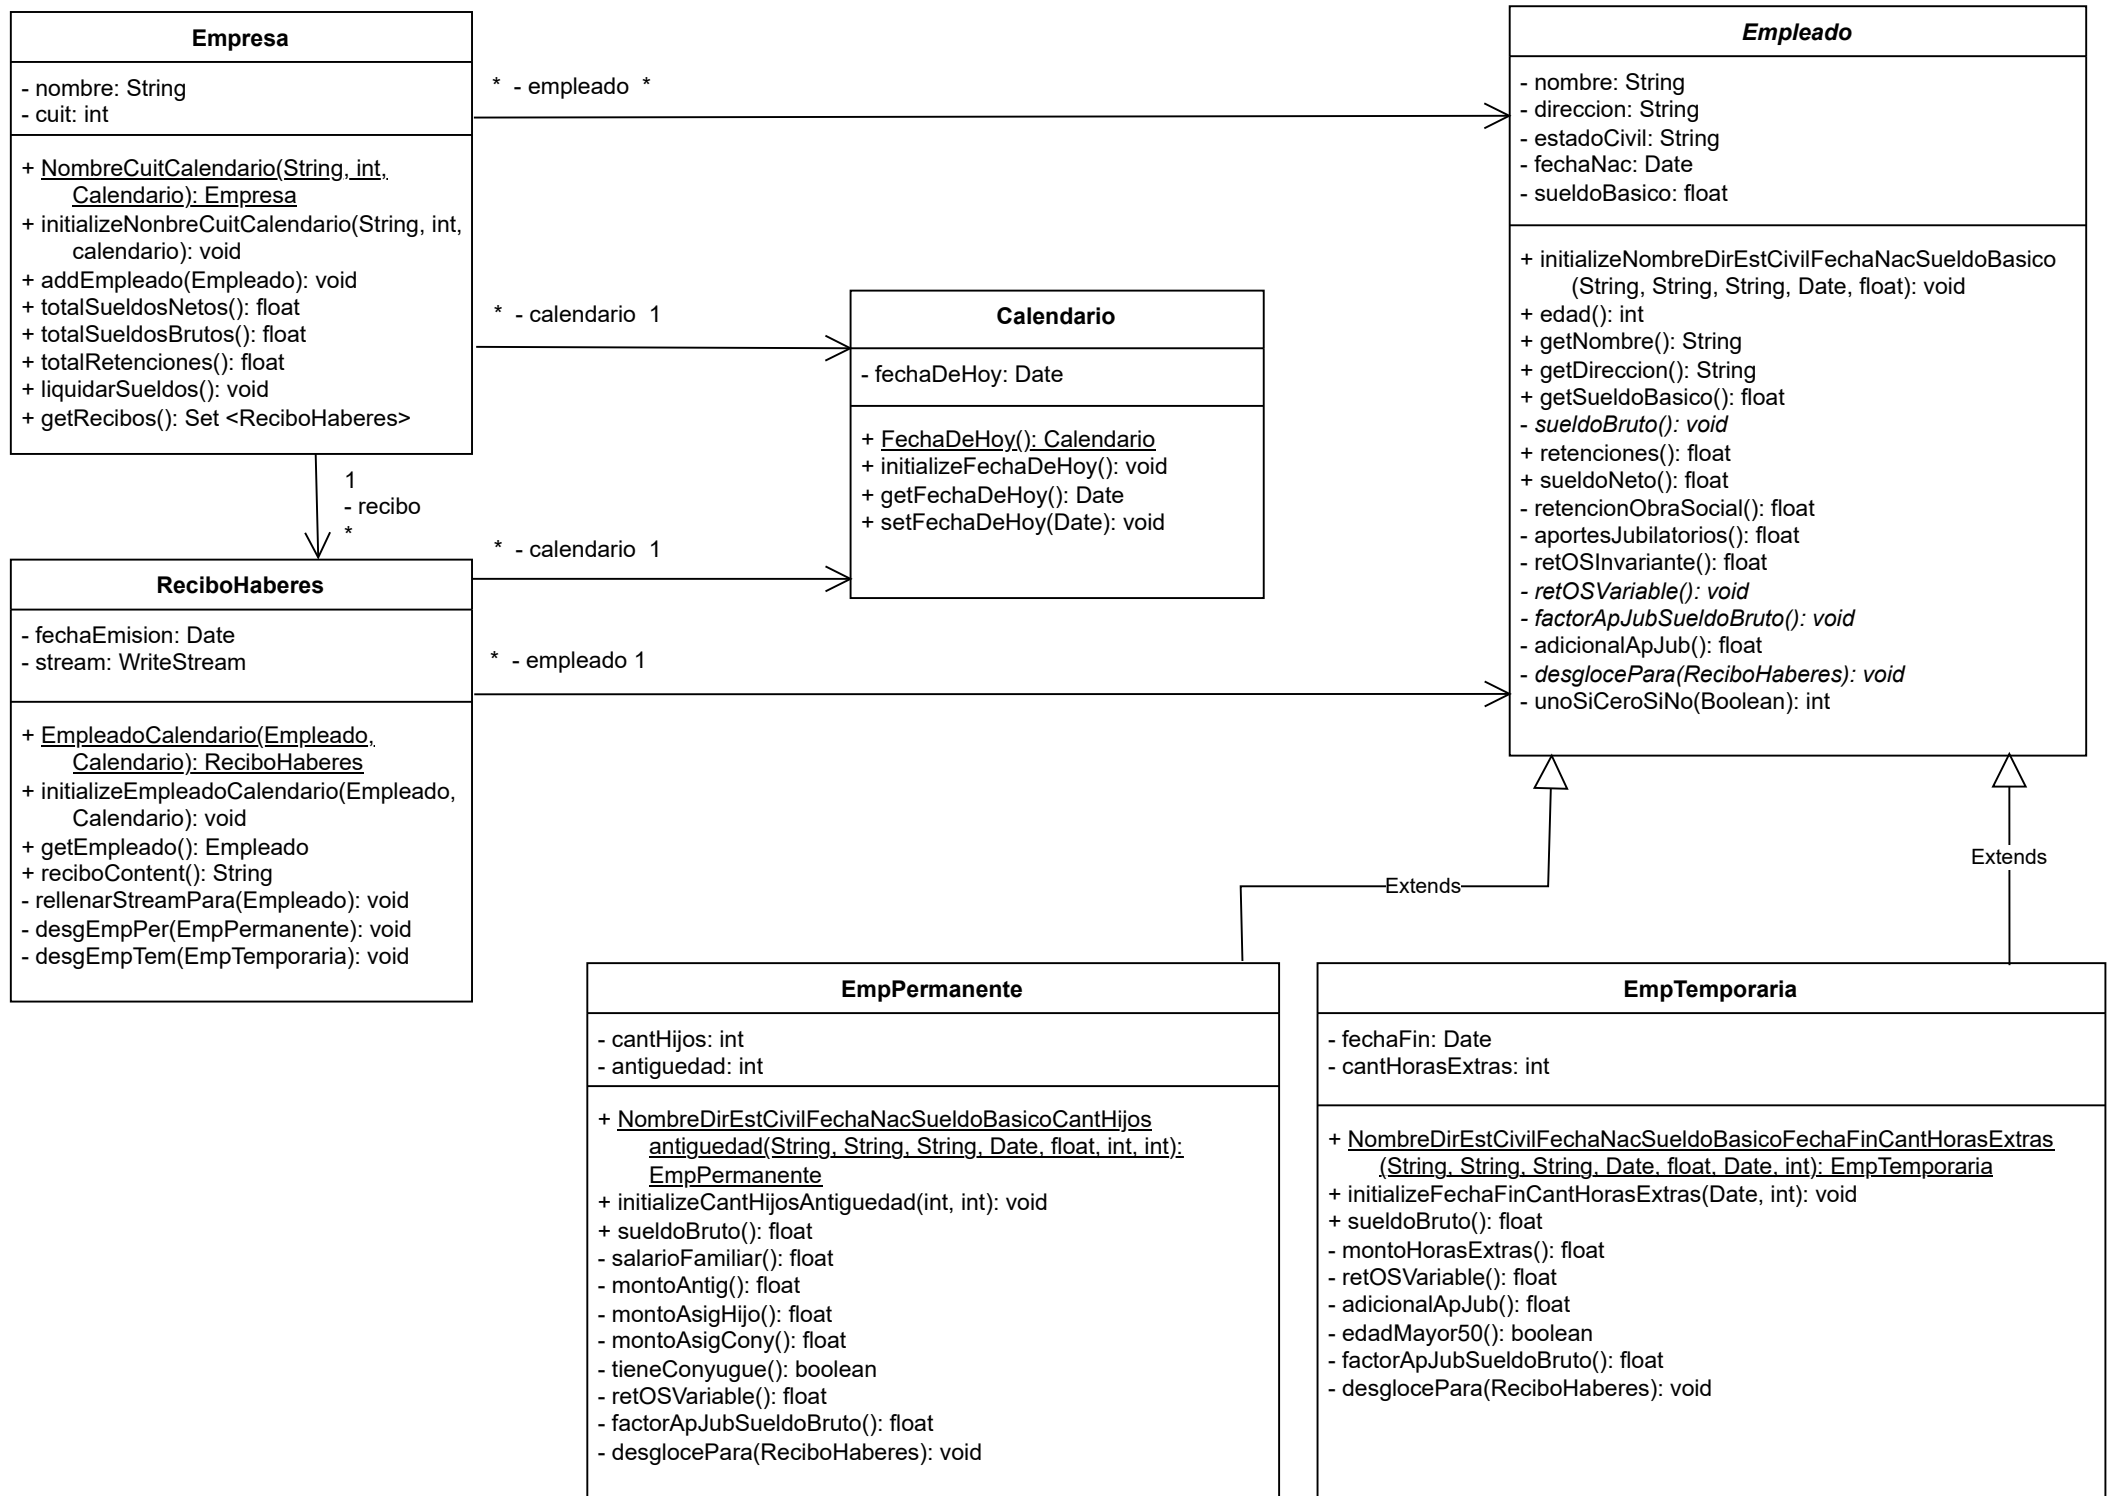 Empresa
- nombre: String
- cuit: int
+ NombreCuitCalendario(String, int,
Calendario): Empresa
+ initializeNonbreCuitCalendario(String, int,
calendario): void
+ addEmpleado(Empleado): void
+ totalSueldosNetos(): float
+ totalSueldosBrutos(): float
+ totalRetenciones(): float
+ liquidarSueldos(): void
+ getRecibos(): Set <ReciboHaberes>
* - empleado *
* - calendario 1
1
- recibo
*
* - calendario 1
* - empleado 1
Calendario
- fechaDeHoy: Date
+ FechaDeHoy(): Calendario
+ initializeFechaDeHoy(): void
+ getFechaDeHoy(): Date
+ setFechaDeHoy(Date): void
Empleado
- nombre: String
- direccion: String
- estadoCivil: String
- fechaNac: Date
- sueldoBasico: float
+ initializeNombreDirEstCivilFechaNacSueldoBasico
(String, String, String, Date, float): void
+ edad(): int
+ getNombre(): String
+ getDireccion(): String
+ getSueldoBasico(): float
- sueldoBruto(): void
+ retenciones(): float
+ sueldoNeto(): float
- retencionObraSocial(): float
- aportesJubilatorios(): float
- retOSInvariante(): float
- retOSVariable(): void
- factorApJubSueldoBruto(): void
- adicionalApJub(): float
- desglocePara(ReciboHaberes): void
- unoSiCeroSiNo(Boolean): int
ReciboHaberes
- fechaEmision: Date
- stream: WriteStream
+ EmpleadoCalendario(Empleado,
Calendario): ReciboHaberes
+ initializeEmpleadoCalendario(Empleado,
Calendario): void
+ getEmpleado(): Empleado
+ reciboContent(): String
- rellenarStreamPara(Empleado): void
- desgEmpPer(EmpPermanente): void
- desgEmpTem(EmpTemporaria): void
Extends
Extends
EmpPermanente
- cantHijos: int
- antiguedad: int
+ NombreDirEstCivilFechaNacSueldoBasicoCantHijos
antiguedad(String, String, String, Date, float, int, int):
EmpPermanente
+ initializeCantHijosAntiguedad(int, int): void
+ sueldoBruto(): float
- salarioFamiliar(): float
- montoAntig(): float
- montoAsigHijo(): float
- montoAsigCony(): float
- tieneConyugue(): boolean
- retOSVariable(): float
- factorApJubSueldoBruto(): float
- desglocePara(ReciboHaberes): void
EmpTemporaria
- fechaFin: Date
- cantHorasExtras: int
+ NombreDirEstCivilFechaNacSueldoBasicoFechaFinCantHorasExtras
(String, String, String, Date, float, Date, int): EmpTemporaria
+ initializeFechaFinCantHorasExtras(Date, int): void
+ sueldoBruto(): float
- montoHorasExtras(): float
- retOSVariable(): float
- adicionalApJub(): float
- edadMayor50(): boolean
- factorApJubSueldoBruto(): float
- desglocePara(ReciboHaberes): void